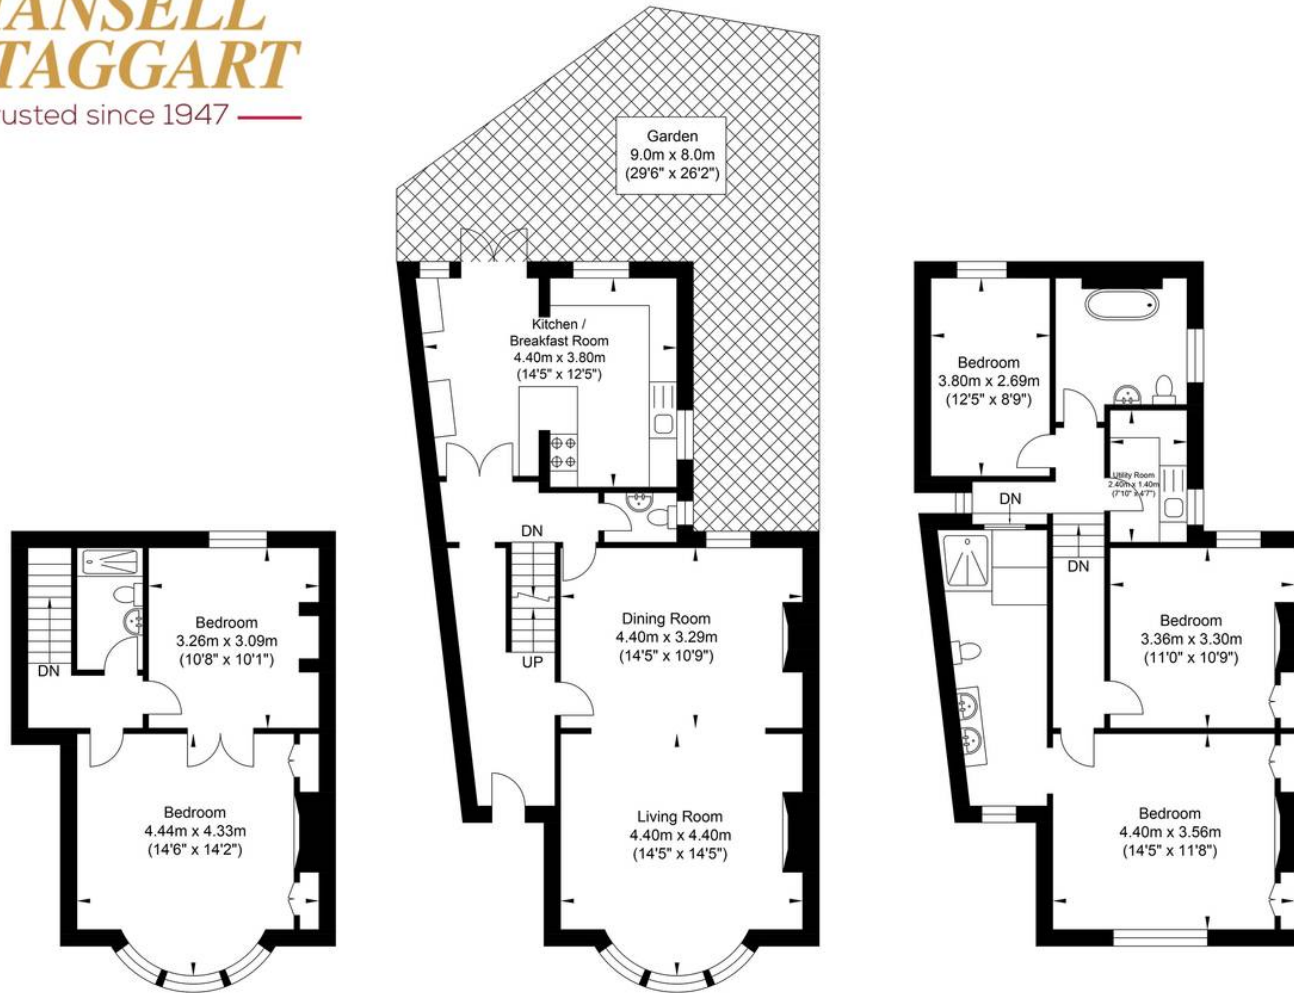 ANSELL
TAGGART
rusted since 1947
Garden
9.0m x 8.0m
(29'6" x 26'2")
Kitchen /
Breakfast Room
4.40m x 3.80m
(14'5" x 12'5")
DN
UP
Dining Room
4.40m x 3.29m
(14'5" x 10'9")
Living Room
4.40m x 4.40m
(14'5" x 14'5")
DN
Bedroom
3.26m x 3.09m
(10'8" x 10'1")
Bedroom
4.44m x 4.33m
(14'6" x 14'2")
Bedroom
3.80m x 2.69m
(12'5" x 8'9")
Utility Room
2.40m x 1.40m
(7'10" x 4'7")
DN
DN
Bedroom
3.36m x 3.30m
(11'0" x 10'9")
Bedroom
4.40m x 3.56m
(14'5" x 11'8")